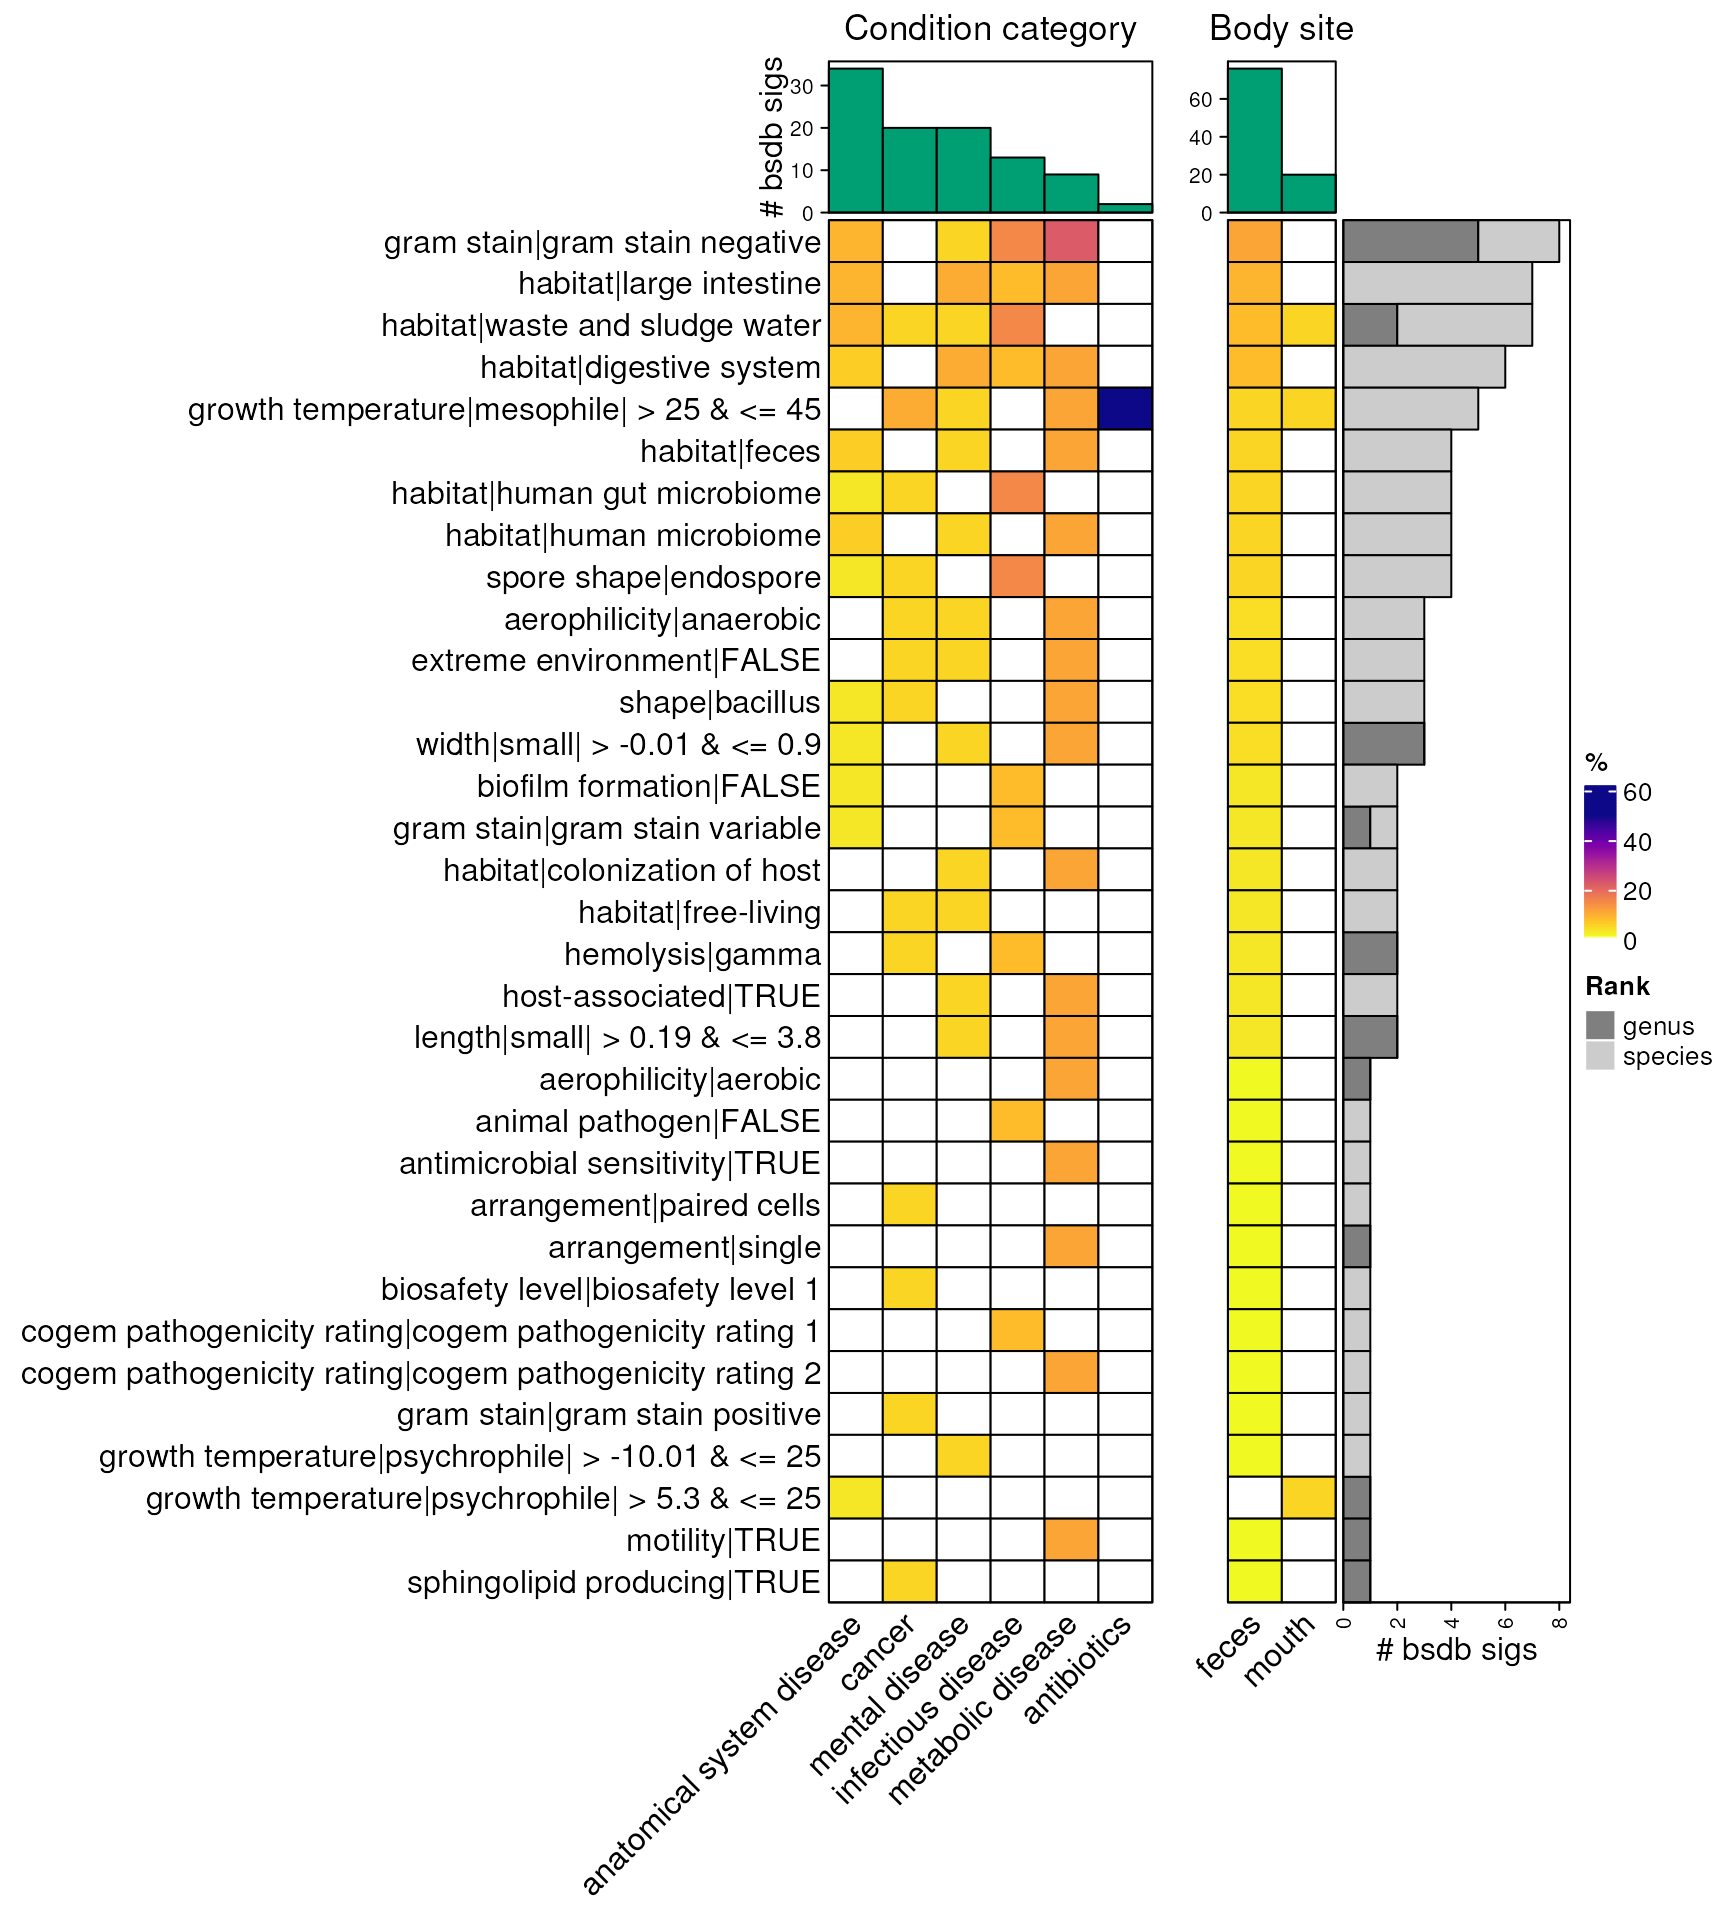 Condition category
Body site
# bsdb sigs
30
20
10
0
60
40
20
0
gram stain|gram stain negative
habitat|large intestine
habitat|waste and sludge water
habitat|digestive system
growth temperature|mesophile| > 25 & <= 45
habitat|feces
habitat|human gut microbiome
habitat|human microbiome
spore shape|endospore
aerophilicity|anaerobic
extreme environment|FALSE
shape|bacillus
width|small| > -0.01 & <= 0.9
biofilm formation|FALSE
gram stain|gram stain variable
habitat|colonization of host
habitat|free-living
hemolysis|gamma
host-associated|TRUE
length|small| > 0.19 & <= 3.8
aerophilicity|aerobic
animal pathogen|FALSE
antimicrobial sensitivity|TRUE
arrangement|paired cells
arrangement|single
biosafety level|biosafety level 1
cogem pathogenicity rating|cogem pathogenicity rating 1
cogem pathogenicity rating|cogem pathogenicity rating 2
gram stain|gram stain positive
growth temperature|psychrophile| > -10.01 & <= 25
growth temperature|psychrophile| > 5.3 & <= 25
motility|TRUE
sphingolipid producing|TRUE
anatomical system disease
cancer
mental disease
infectious disease
metabolic disease
antibiotics
feces
mouth
0
2
4
6
8
# bsdb sigs
%
60
40
20
0
Rank
genus
species